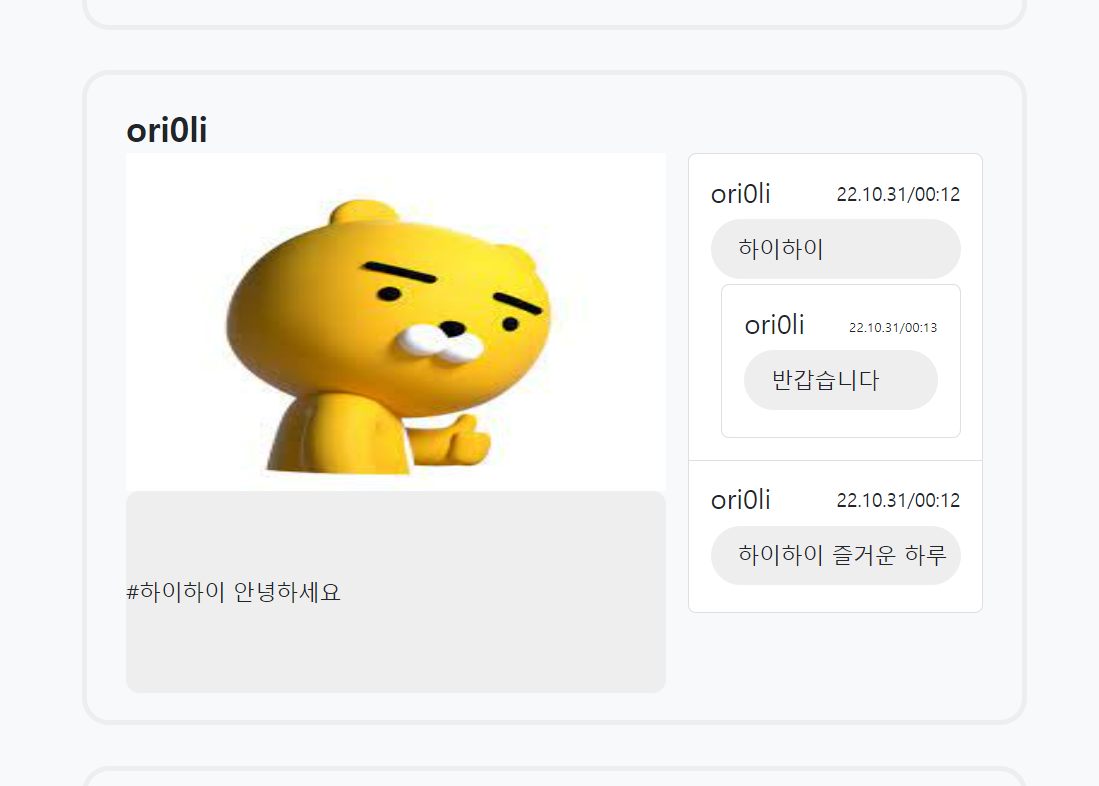 ori0li
ori0li 22.10.31/00:12
하이하이
ori0li 22.10.31/00:13
반갑습니다
ori0li 22.10.31/00:12
하이하이 즐거운 하루
#하이하이 안녕하세요